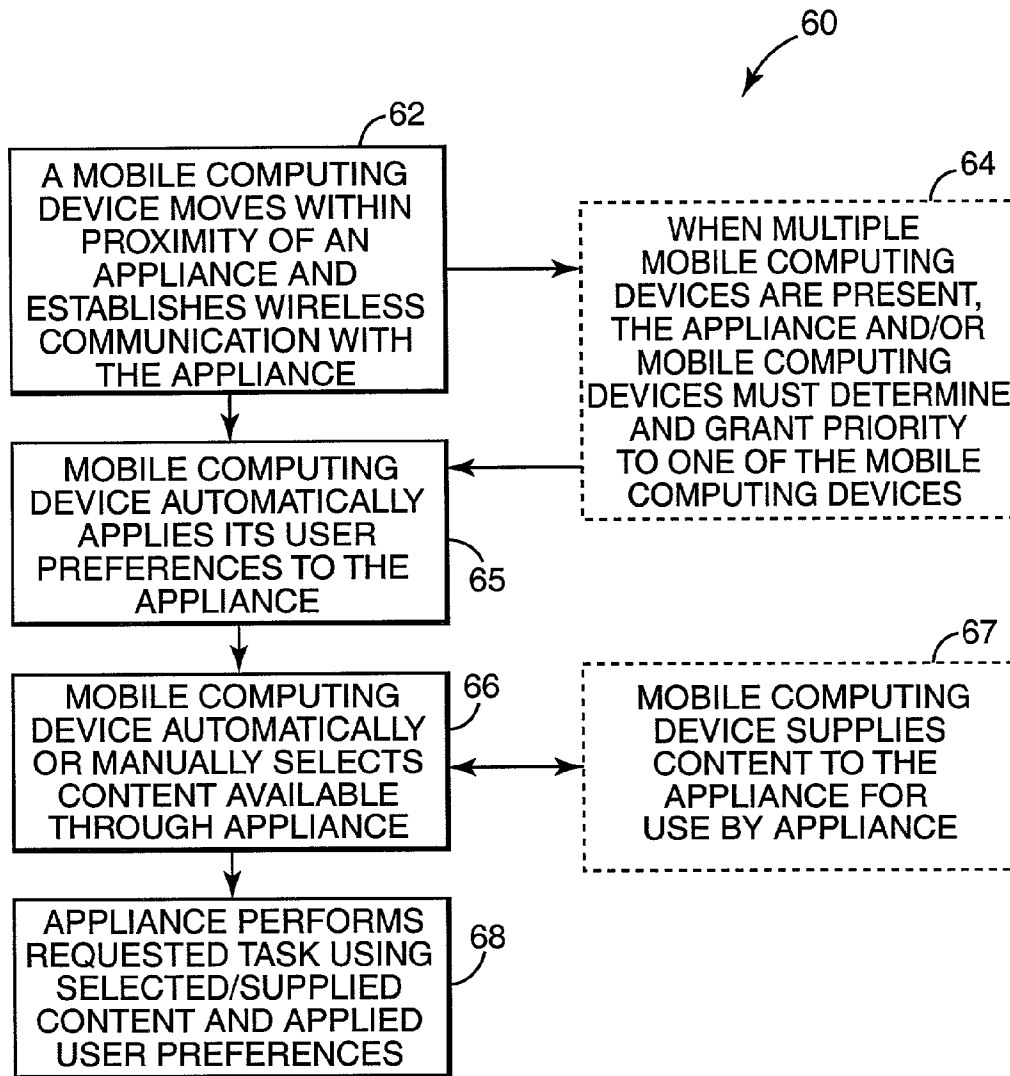 60
62
A MOBILE COMPUTING
DEVICE MOVES WITHIN
PROXIMITY OF AN
APPLIANCE AND
ESTABLISHES WIRELESS
COMMUNICATION WITH
THE APPLIANCE
64
WHEN MULTIPLE
MOBILE COMPUTING
DEVICES ARE PRESENT,
THE APPLIANCE AND/OR
MOBILE COMPUTING
DEVICES MUST DETERMINE
AND GRANT PRIORITY
TO ONE OF THE MOBILE
COMPUTING DEVICES
MOBILE COMPUTING
DEVICE AUTOMATICALLY
APPLIES ITS USER
PREFERENCES TO THE
APPLIANCE
65
MOBILE COMPUTING
DEVICE AUTOMATICALLY
OR MANUALLY SELECTS
CONTENT AVAILABLE
THROUGH APPLIANCE
66
67
MOBILE COMPUTING
DEVICE SUPPLIES
CONTENT TO THE
APPLIANCE FOR
USE BY APPLIANCE
APPLIANCE PERFORMS
REQUESTED TASK USING
SELECTED/SUPPLIED
CONTENT AND APPLIED
USER PREFERENCES
68